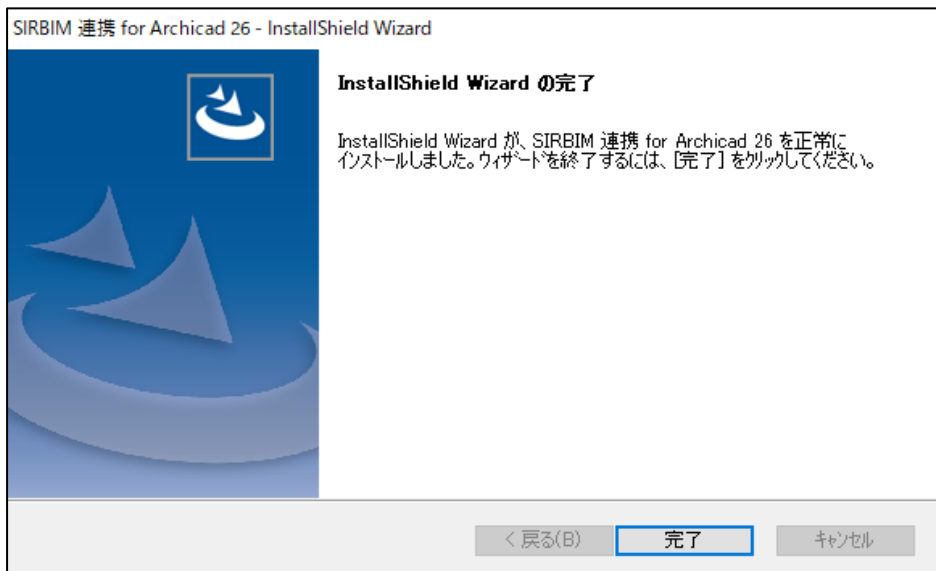 SIRBIM 連携 for Archicad 26 - InstallShield Wizard
InstallShield Wizard の完了
InstallShield Wizard が、SIRBIM 連携 for Archicad 26 を正常に
インストールしました。ウィザードを終了するには、[完了] をクリックしてください。
< 戻る(B)
完了
キャンセル